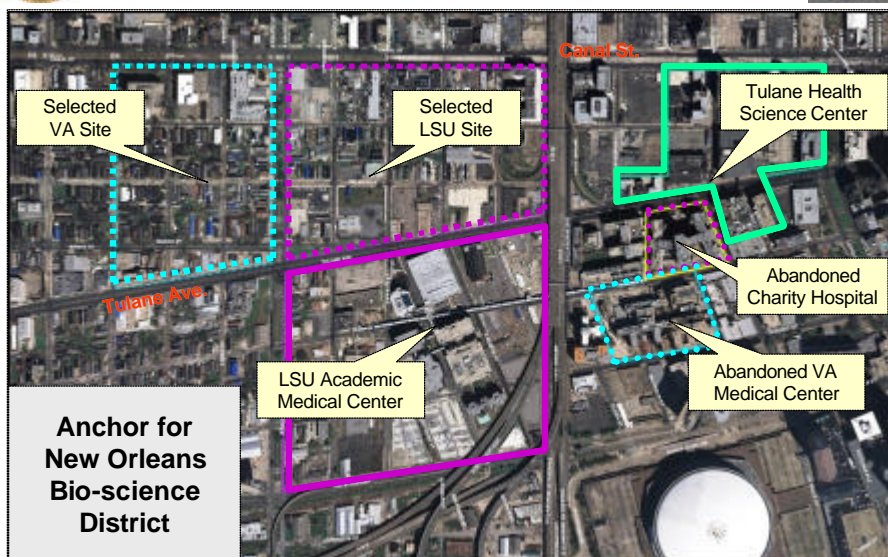 Canal St.
Selected
VA Site
Selected
LSU Site
Tulane Health
Science Center
Tulane Ave.
Abandoned
Charity Hospital
LSU Academic
Medical Center
Abandoned VA
Medical Center
Anchor for
New Orleans
Bio-science
District